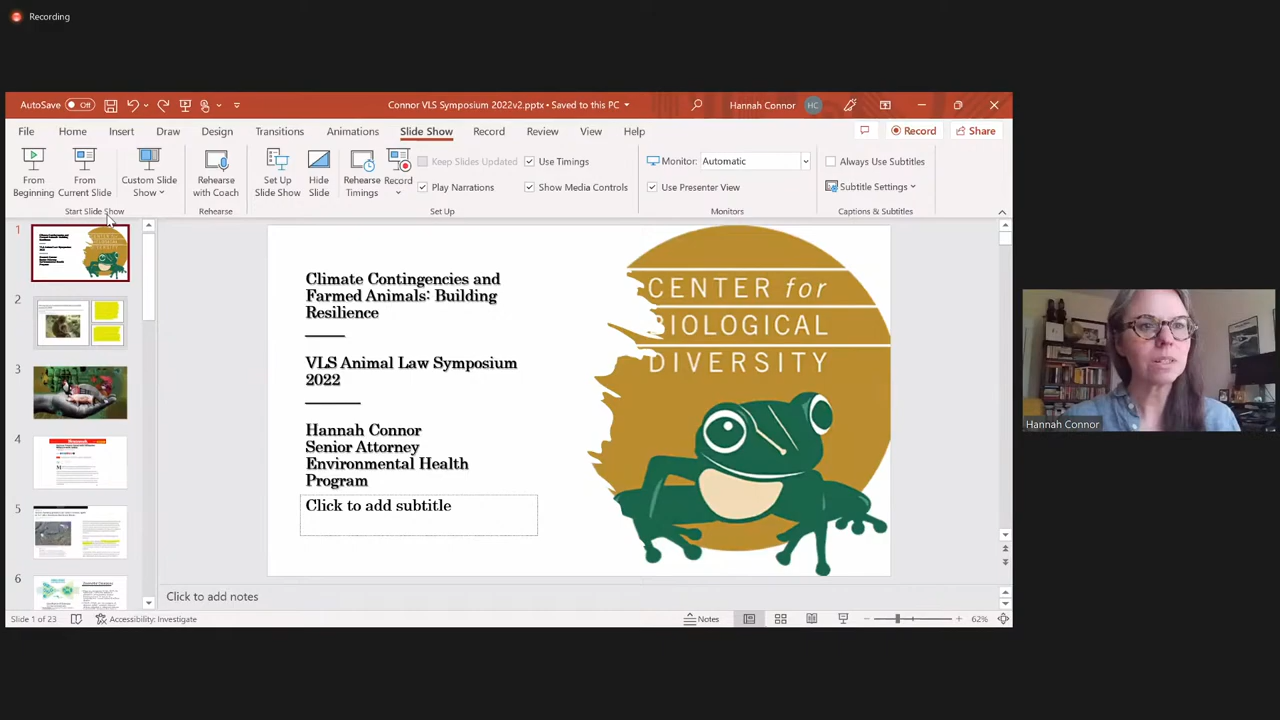 Recording
AutoSave Off
Connor VLS Symposium 2022v2.pptx • Saved to this PC
Hannah Connor HC
File Home Insert Draw Design Transitions Animations Slide Show Record Review View Help
Record Share
From Beginning
From Current Slide
Custom Slide Show
Rehearse with Coach
Set Up Slide Show
Hide Slide
Rehearse Timings
Record
Keep Slides Updated
Play Narrations
Use Timings
Show Media Controls
Monitor: Automatic
Use Presenter View
Always Use Subtitles
Subtitle Settings
Start Slide Show
Rehearse
Set Up
Monitors
Captions & Subtitles
1
2
3
4
5
6
Climate Contingencies and
Farmed Animals: Building
Resilience
VLS Animal Law Symposium
2022
Hannah Connor
Senior Attorney
Environmental Health
Program
Click to add subtitle
CENTER for
BIOLOGICAL
DIVERSITY
Hannah Connor
Click to add notes
Slide 1 of 23
Accessibility: Investigate
Notes
62%